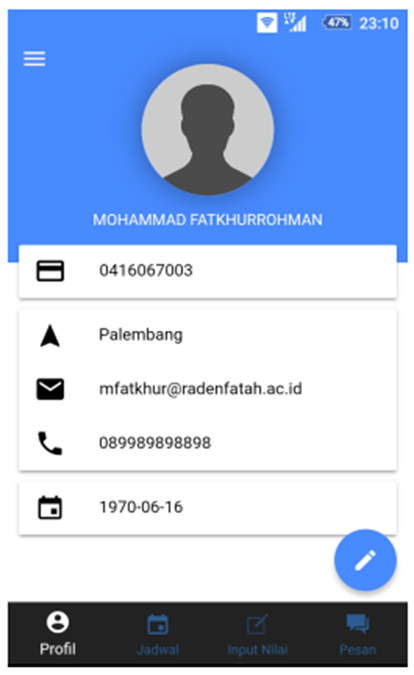 LTE 47% 23:10
MOHAMMAD FATKHURROHMAN
0416067003
Palembang
mfatkhur@radenfatah.ac.id
089989898898
1970-06-16
Profil Jadwal Input Nilai Pesan